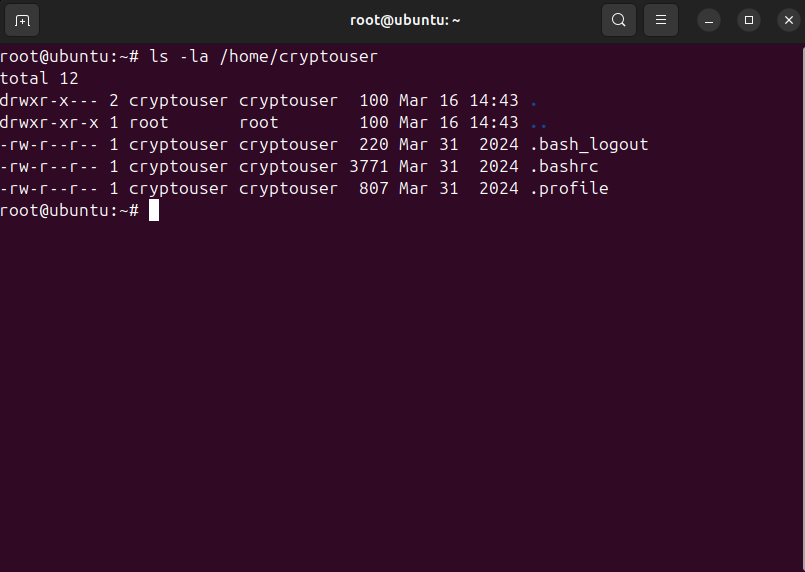 root@ubuntu: ~
root@ubuntu:~# ls -la /home/cryptouser
total 12
drwxr-x--- 2 cryptouser cryptouser  100 Mar 16 14:43 .
drwxr-xr-x 1 root       root        100 Mar 16 14:43 ..
-rw-r--r-- 1 cryptouser cryptouser  220 Mar 31  2024 .bash_logout
-rw-r--r-- 1 cryptouser cryptouser 3771 Mar 31  2024 .bashrc
-rw-r--r-- 1 cryptouser cryptouser  807 Mar 31  2024 .profile
root@ubuntu:~#